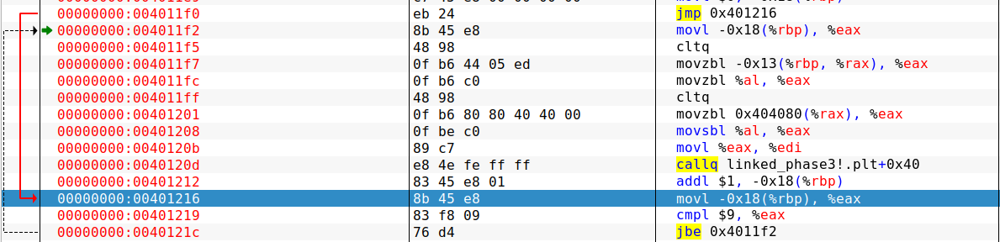 00000000:004011f0 eb 24 jmp 0x401216
00000000:004011f2 8b 45 e8 movl -0x18(%rbp), %eax
00000000:004011f5 48 98 cltq
00000000:004011f7 0f b6 44 05 ed movzbl -0x13(%rbp, %rax), %eax
00000000:004011fc 0f b6 c0 movzbl %al, %eax
00000000:004011ff 48 98 cltq
00000000:00401201 0f b6 80 80 40 40 00 movzbl 0x404080(%rax), %eax
00000000:00401208 0f be c0 movsbl %al, %eax
00000000:0040120b 89 c7 movl %eax, %edi
00000000:0040120d e8 4e fe ff ff callq linked_phase3!.plt+0x40
00000000:00401212 83 45 e8 01 addl $1, -0x18(%rbp)
00000000:00401216 8b 45 e8 movl -0x18(%rbp), %eax
00000000:00401219 83 f8 09 cmpl $9, %eax
00000000:0040121c 76 d4 jbe 0x4011f2